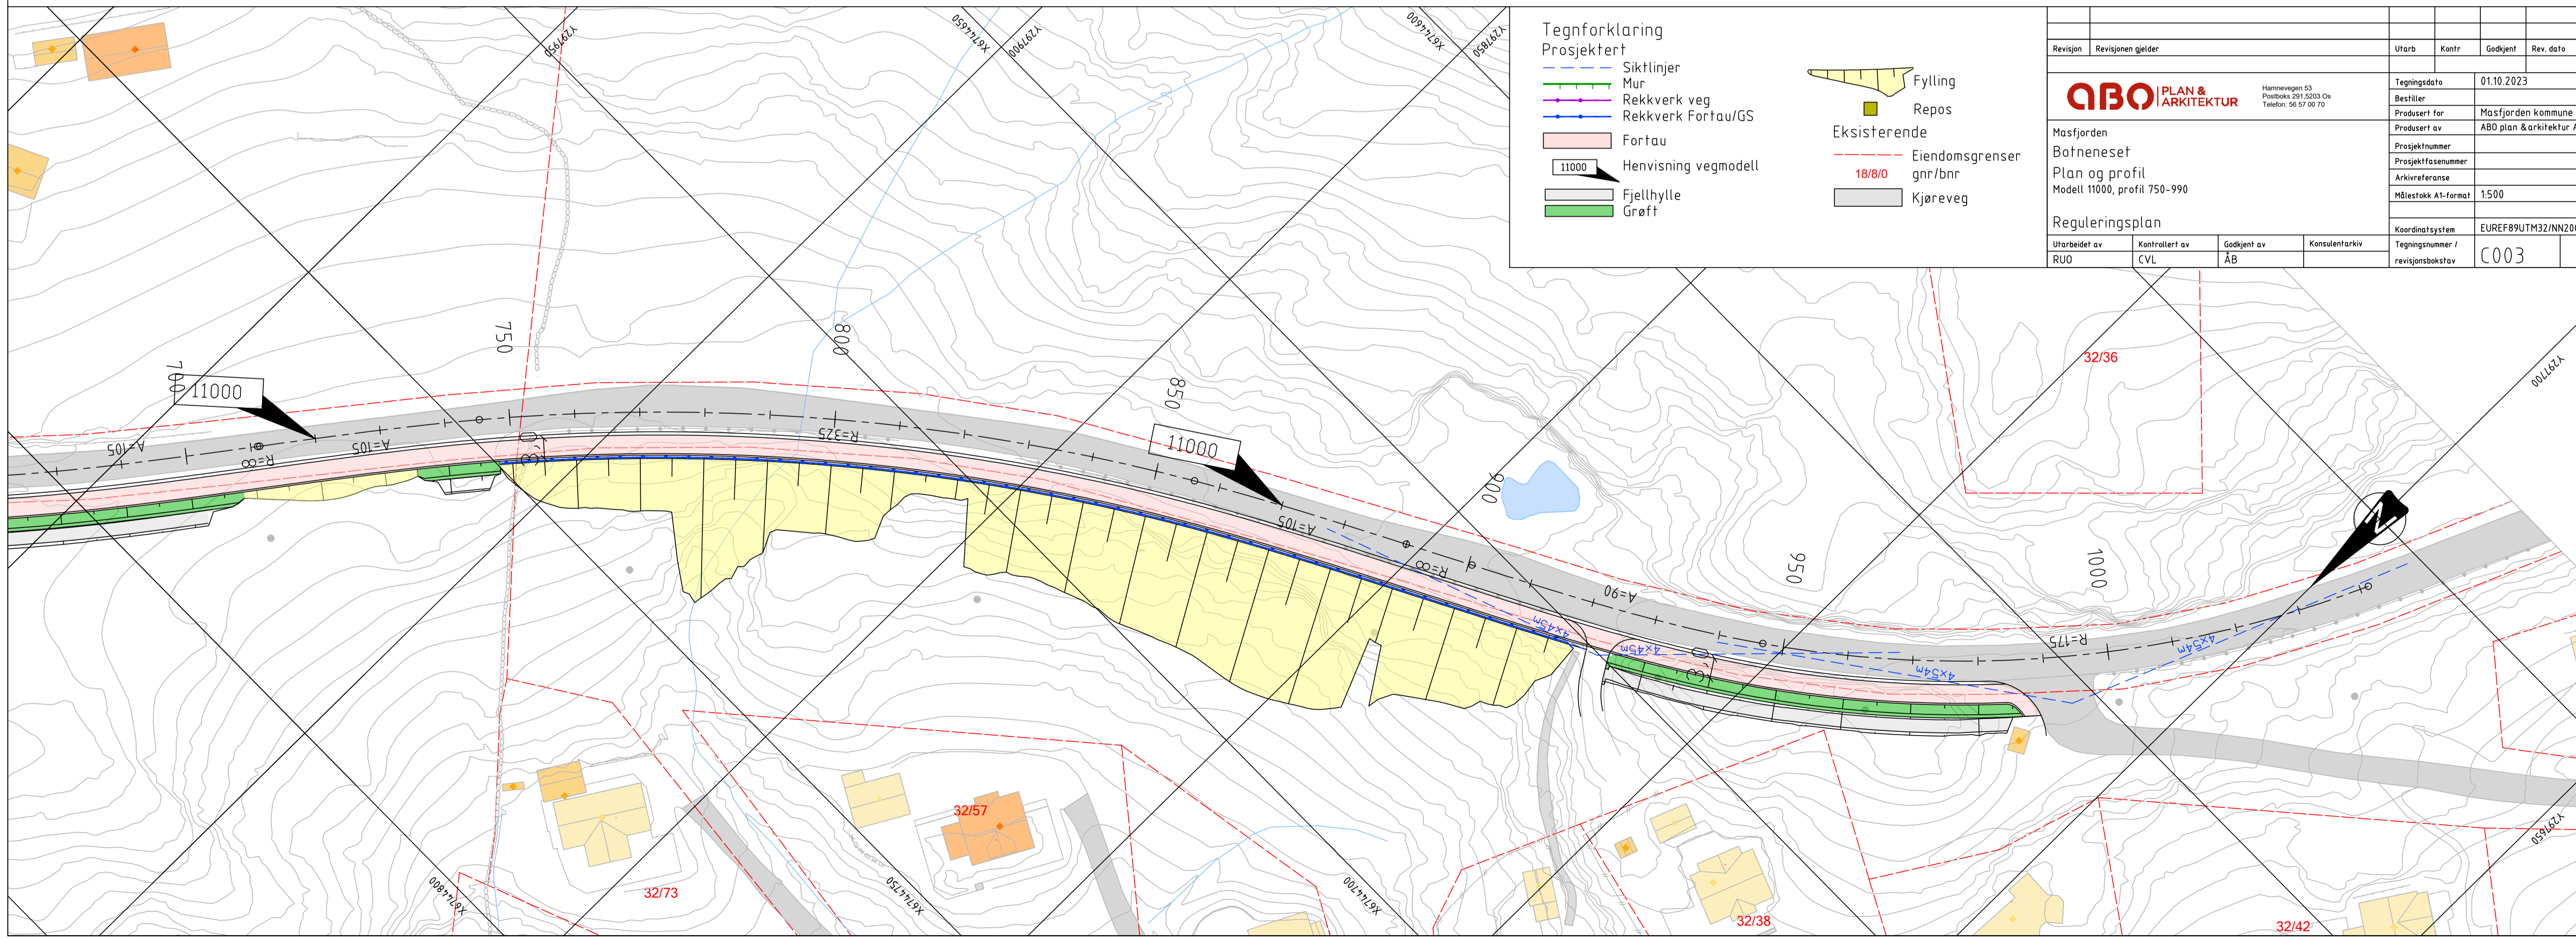 Tegnforklaring
Prosjektert
Siktlinjer
Mur
Rekkverk veg
Rekkverk Fortau/GS
Fortau
11000
Henvisning vegmodell
Fjellhylle
Grøft
Fylling
Repos
Eksisterende
Eiendomsgrenser
18/8/0
gnr/bnr
Kjøreveg
Revisjon
Revisjonen gjelder
Utarb
Kontr
Godkjent
Rev. dato
ABO PLAN &
ARKITEKTUR
Hamnevegen 53
Postboks 291,5203 Os
Telefon: 56 57 00 70
Masfjorden
Botneneset
Plan og profil
Modell 11000, profil 750-990
Reguleringsplan
Utarbeidet av
Kontrollert av
Godkjent av
Konsulentarkiv
RUO
CVL
ÅB
Tegningsdato
01.10.2023
Bestiller
Produsert for
Masfjorden kommune
Produsert av
ABO plan & arkitektur A
Prosjektnummer
Prosjektfasenummer
Arkivreferanse
Målestokk A1-format
1:500
Koordinatsystem
EUREF89UTM32/NN200
Tegningsnummer /
revisjonsbokstav
C003
Y297950
X6744650
Y297900
X6744600
Y297850
Y297700
Y297650
X6744800
X6744750
X6744700
700
750
800
850
900
950
1000
11000
11000
A=105
R=∞
A=105
R=325
A=105
R=∞
A=90
R=175
4x45m
4x45m
4x54m
4x54m
N
32/36
32/57
32/73
32/38
32/42